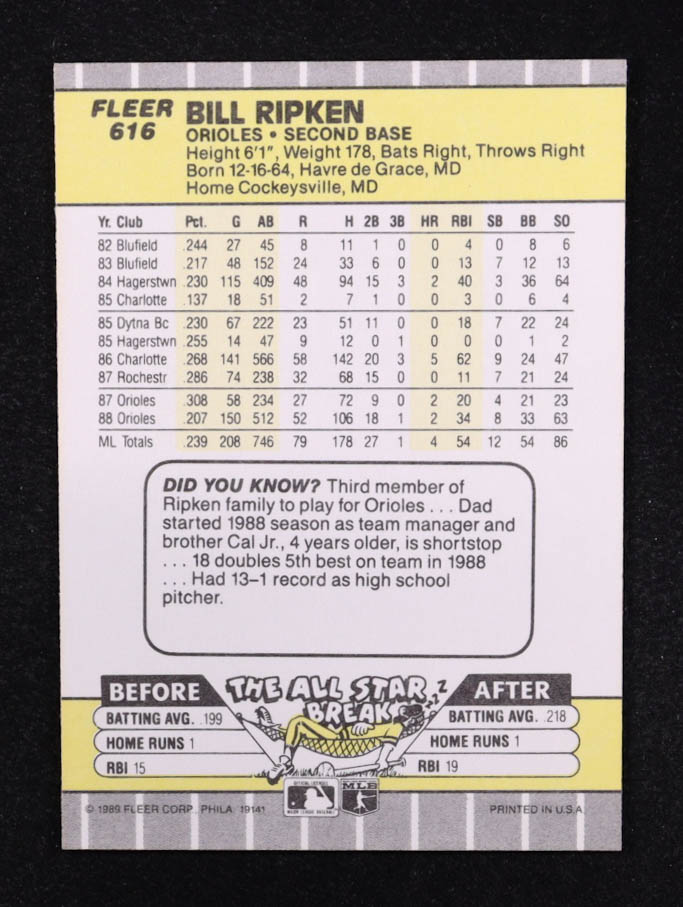 FLEER BILL RIPKEN
616 ORIOLES • SECOND BASE
Height 6'1", Weight 178, Bats Right, Throws Right
Born 12-16-64, Havre de Grace, MD
Home Cockeysville, MD
Yr. Club Pct. G AB R H 2B 3B HR RBI SB BB SO
82 Blufield .244 27 45 8 11 1 0 0 4 0 8 6
83 Blufield .217 48 152 24 33 6 0 0 13 7 12 13
84 Hagerstwn .230 115 409 48 94 15 3 2 40 3 36 64
85 Charlotte .137 18 51 2 7 1 0 0 3 0 6 4
85 Dytna Bc .230 67 222 23 51 11 0 0 18 7 22 24
85 Hagerstwn .255 14 47 9 12 0 1 0 0 0 1 2
86 Charlotte .268 141 566 58 142 20 3 5 62 9 24 47
87 Rochestr .286 74 238 32 68 15 0 0 11 7 21 24
87 Orioles .308 58 234 27 72 9 0 2 20 4 21 23
88 Orioles .207 150 512 52 106 18 1 2 34 8 33 63
ML Totals .239 208 746 79 178 27 1 4 54 12 54 86
DID YOU KNOW? Third member of
Ripken family to play for Orioles . . . Dad
started 1988 season as team manager and
brother Cal Jr., 4 years older, is shortstop
. . . 18 doubles 5th best on team in 1988
. . . Had 13–1 record as high school
pitcher.
BEFORE THE ALL STAR BREAK AFTER
BATTING AVG. .199 BATTING AVG. .218
HOME RUNS 1 HOME RUNS 1
RBI 15 RBI 19
zzZ
OFFICIAL LICENSEE
MAJOR LEAGUE BASEBALL
MLB
© 1989 FLEER CORP., PHILA. 19141 PRINTED IN U.S.A.